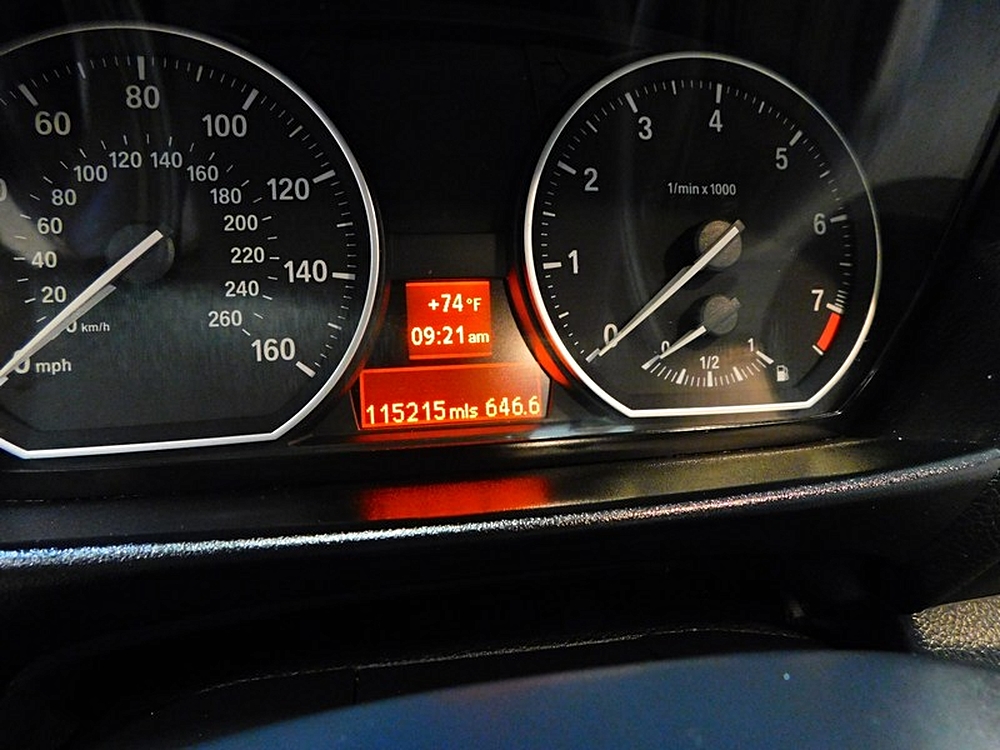 60 80 100 120 140 160
20 40 60 80 100 120 140 160 180 200 220 240 260
km/h
mph
+74°F
09:21 am
115215 mls 646.6
0 1 2 3 4 5 6 7
1/min x 1000
0 1/2 1